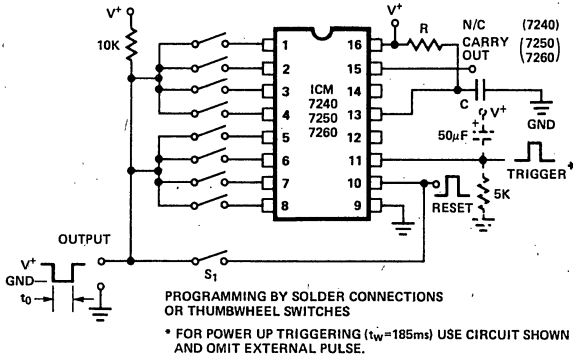 V+
10K
1
2
3
4
5
6
7
8
ICM
7240
7250
7260
16
15
14
13
12
11
10
9
V+
R
N/C (7240)
CARRY OUT (7250)
(7260)
C
GND
V+
+
50μF
TRIGGER*
5K
RESET
OUTPUT
V+
GND
t0
S1
PROGRAMMING BY SOLDER CONNECTIONS
OR THUMBWHEEL SWITCHES
* FOR POWER UP TRIGGERING (tw=185ms) USE CIRCUIT SHOWN
AND OMIT EXTERNAL PULSE.